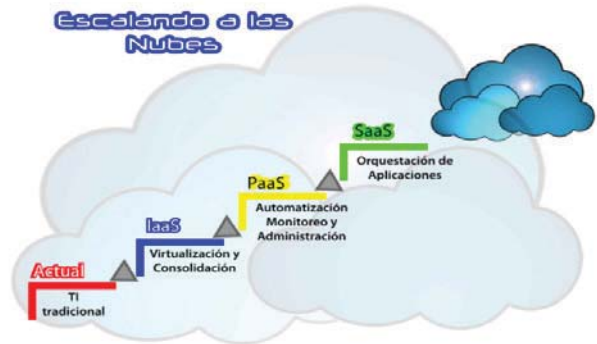 Escalando a las
Nubes
SaaS
Orquestación de
Aplicaciones
PaaS
Automatización
Monitoreo y
Administración
IaaS
Virtualización y
Consolidación
Actual
TI
tradicional